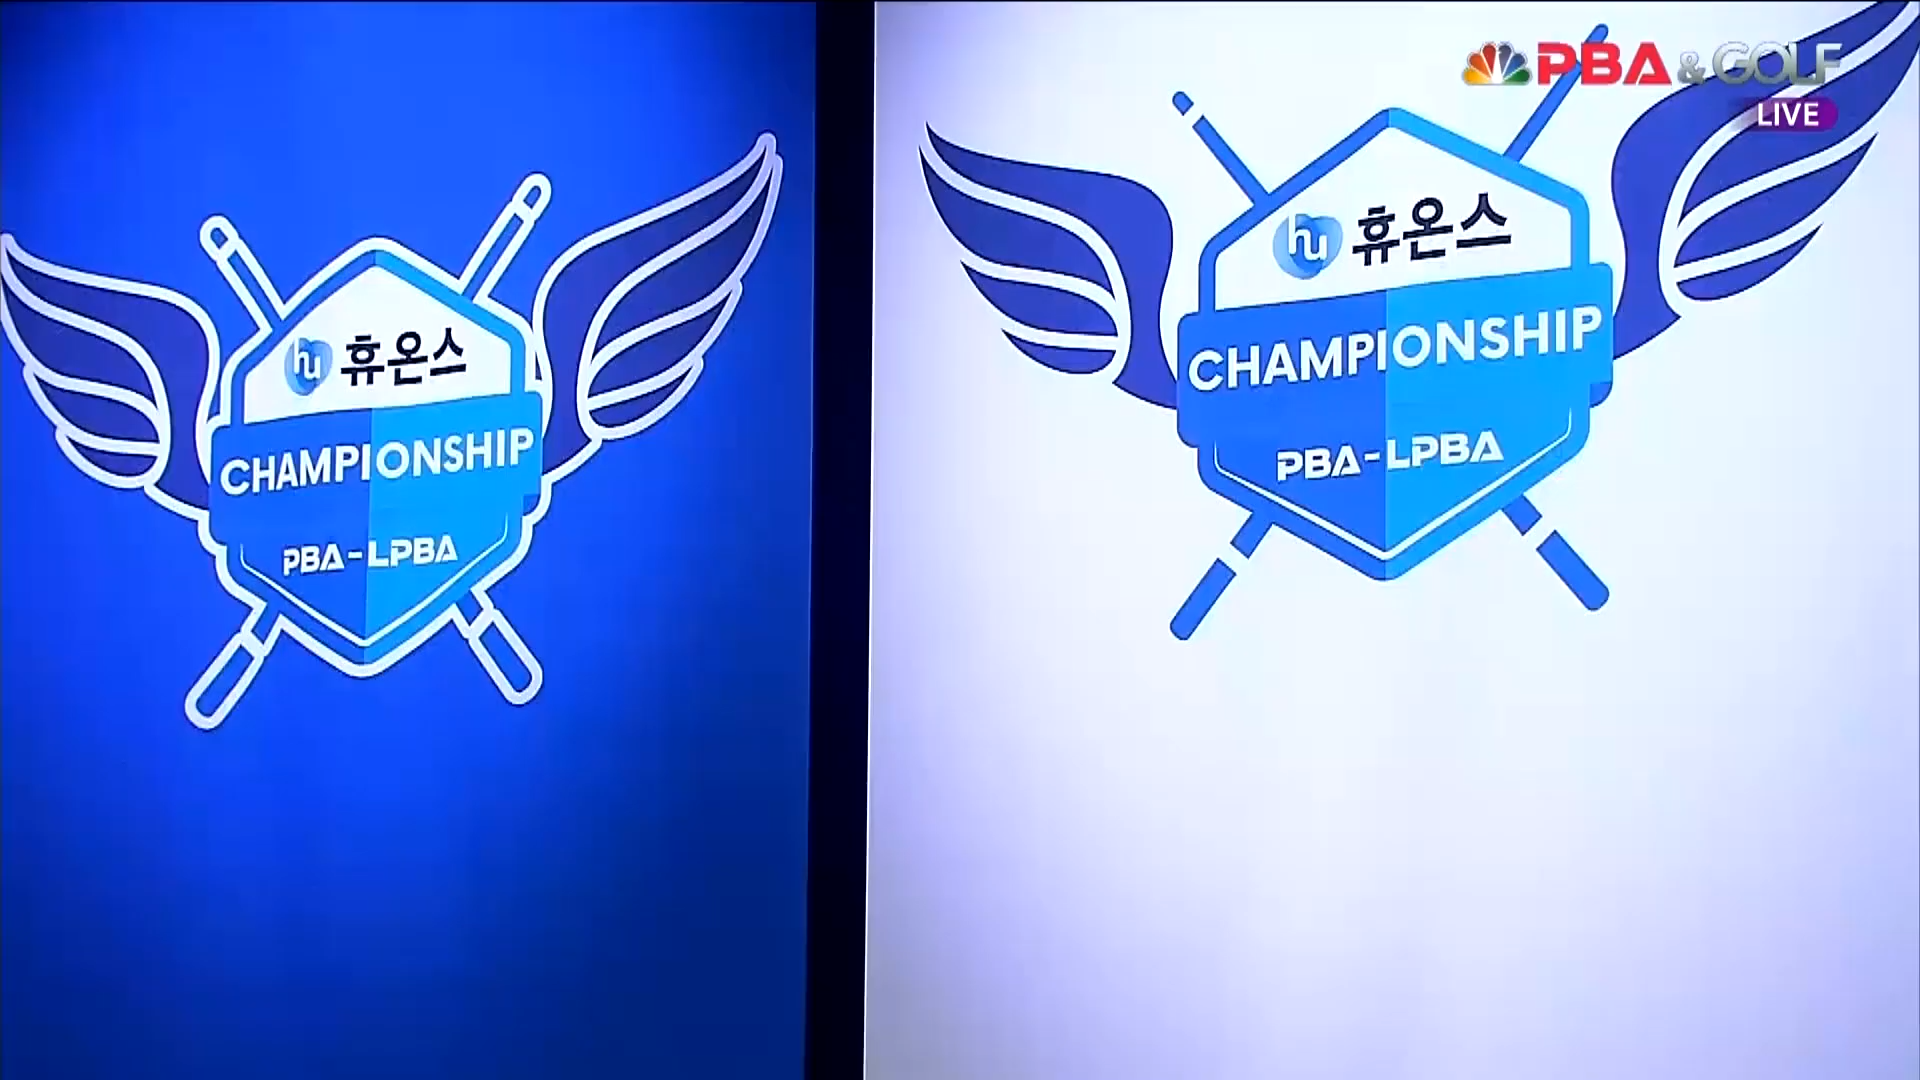 hu 휴온스
CHAMPIONSHIP
PBA-LPBA
hu 휴온스
CHAMPIONSHIP
PBA-LPBA
PBA & GOLF
LIVE